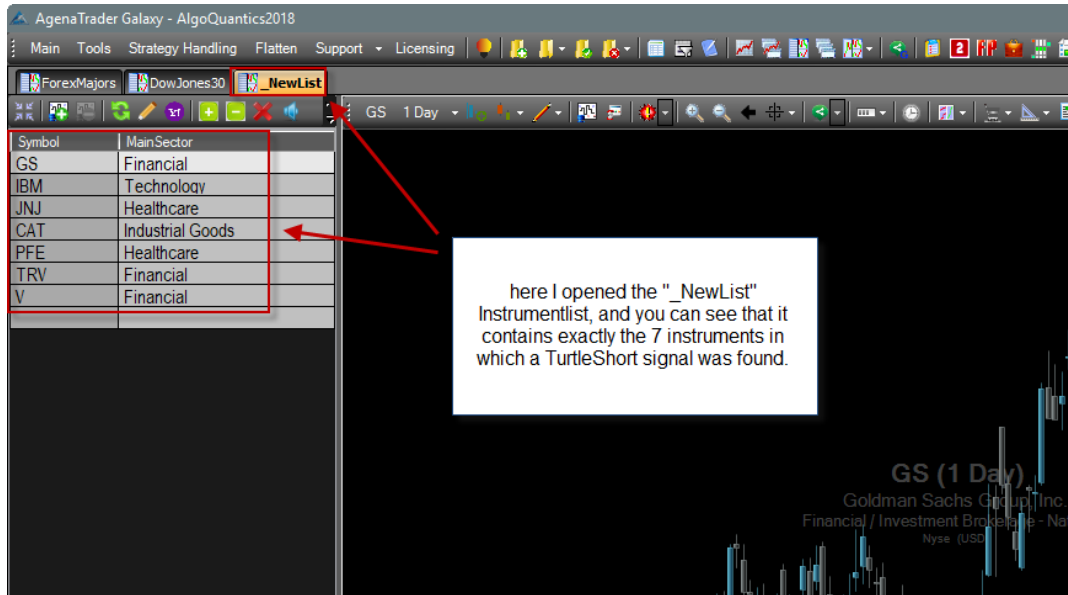 AgenaTrader Galaxy - AlgoQuantics2018
Main Tools Strategy Handling Flatten Support Licensing
ForexMajors DowJones30 _NewList
GS 1 Day
Symbol MainSector
GS Financial
IBM Technology
JNJ Healthcare
CAT Industrial Goods
PFE Healthcare
TRV Financial
V Financial
here I opened the "_NewList"
Instrumentlist, and you can see that it
contains exactly the 7 instruments in
which a TurtleShort signal was found.
GS (1 Day)
Goldman Sachs Group, Inc.
Financial / Investment Brokerage - Na
Nyse (USD